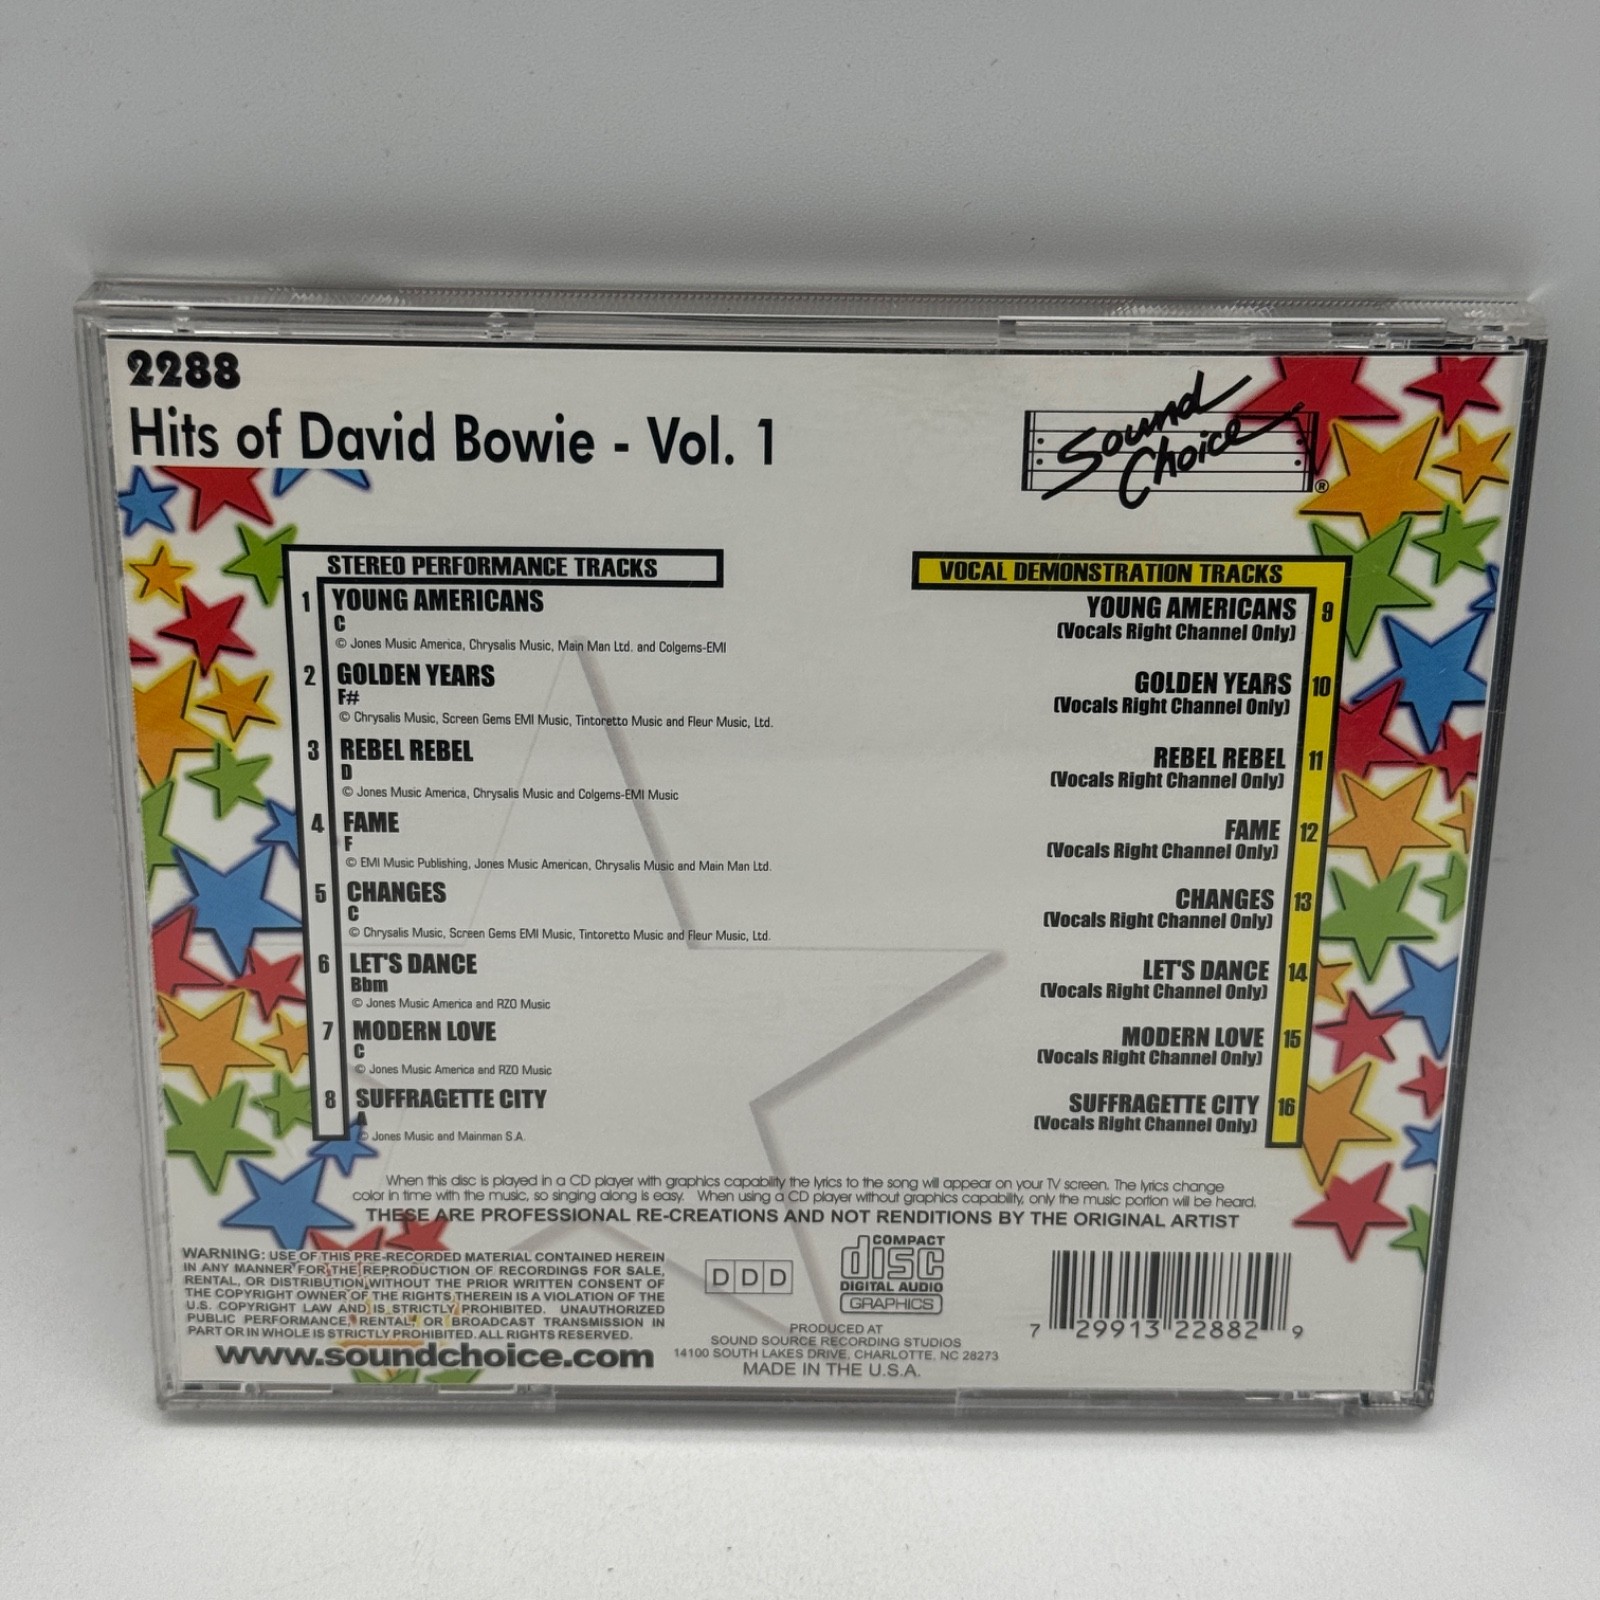 2288
Hits of David Bowie - Vol. 1
Sound
Choice
®
STEREO PERFORMANCE TRACKS
1 YOUNG AMERICANS
C
© Jones Music America, Chrysalis Music, Main Man Ltd. and Colgems-EMI
2 GOLDEN YEARS
F#
© Chrysalis Music, Screen Gems EMI Music, Tintoretto Music and Fleur Music, Ltd.
3 REBEL REBEL
D
© Jones Music America, Chrysalis Music and Colgems-EMI Music
4 FAME
F
© EMI Music Publishing, Jones Music American, Chrysalis Music and Main Man Ltd.
5 CHANGES
C
© Chrysalis Music, Screen Gems EMI Music, Tintoretto Music and Fleur Music, Ltd.
6 LET'S DANCE
Bbm
© Jones Music America and RZO Music
7 MODERN LOVE
C
© Jones Music America and RZO Music
8 SUFFRAGETTE CITY
A
© Jones Music and Mainman S.A.
VOCAL DEMONSTRATION TRACKS
YOUNG AMERICANS 9
(Vocals Right Channel Only)
GOLDEN YEARS 10
(Vocals Right Channel Only)
REBEL REBEL 11
(Vocals Right Channel Only)
FAME 12
(Vocals Right Channel Only)
CHANGES 13
(Vocals Right Channel Only)
LET'S DANCE 14
(Vocals Right Channel Only)
MODERN LOVE 15
(Vocals Right Channel Only)
SUFFRAGETTE CITY 16
(Vocals Right Channel Only)
When this disc is played in a CD player with graphics capability the lyrics to the song will appear on your TV screen. The lyrics change
color in time with the music, so singing along is easy. When using a CD player without graphics capability, only the music portion will be heard.
THESE ARE PROFESSIONAL RE-CREATIONS AND NOT RENDITIONS BY THE ORIGINAL ARTIST
WARNING: USE OF THIS PRE-RECORDED MATERIAL CONTAINED HEREIN
IN ANY MANNER FOR THE REPRODUCTION OF RECORDINGS FOR SALE,
RENTAL, OR DISTRIBUTION WITHOUT THE PRIOR WRITTEN CONSENT OF
THE COPYRIGHT OWNER OF THE RIGHTS THEREIN IS A VIOLATION OF THE
U.S. COPYRIGHT LAW AND IS STRICTLY PROHIBITED. UNAUTHORIZED
PUBLIC PERFORMANCE, RENTAL, OR BROADCAST TRANSMISSION IN
PART OR IN WHOLE IS STRICTLY PROHIBITED. ALL RIGHTS RESERVED.
www.soundchoice.com
DDD
COMPACT
disc
DIGITAL AUDIO
GRAPHICS
PRODUCED AT
SOUND SOURCE RECORDING STUDIOS
14100 SOUTH LAKES DRIVE, CHARLOTTE, NC 28273
MADE IN THE U.S.A.
7 29913 22882 9